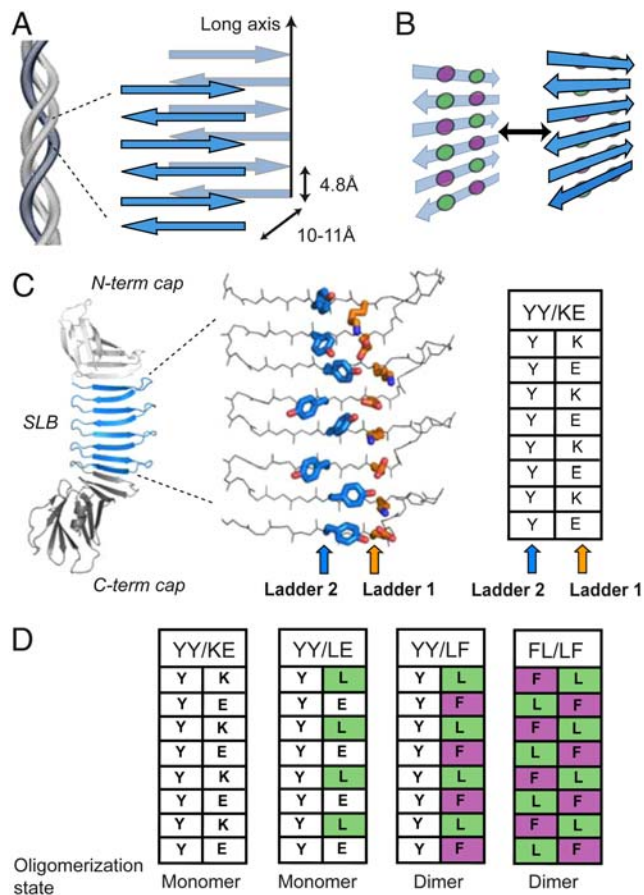 A
Long axis
4.8Å
10-11Å
B
C
N-term cap
SLB
C-term cap
Ladder 2 Ladder 1
YY/KE
Y K
Y E
Y K
Y E
Y K
Y E
Y K
Y E
Ladder 2 Ladder 1
D
YY/KE YY/LE YY/LF FL/LF
Y K Y L Y L F L
Y E Y E Y F L F
Y K Y L Y L F L
Y E Y E Y F L F
Y K Y L Y L F L
Y E Y E Y F L F
Y K Y L Y L F L
Y E Y E Y F L F
Oligomerization
state
Monomer Monomer Dimer Dimer